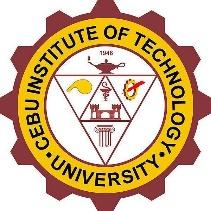 CEBU INSTITUTE OF TECHNOLOGY
• UNIVERSITY •
1946